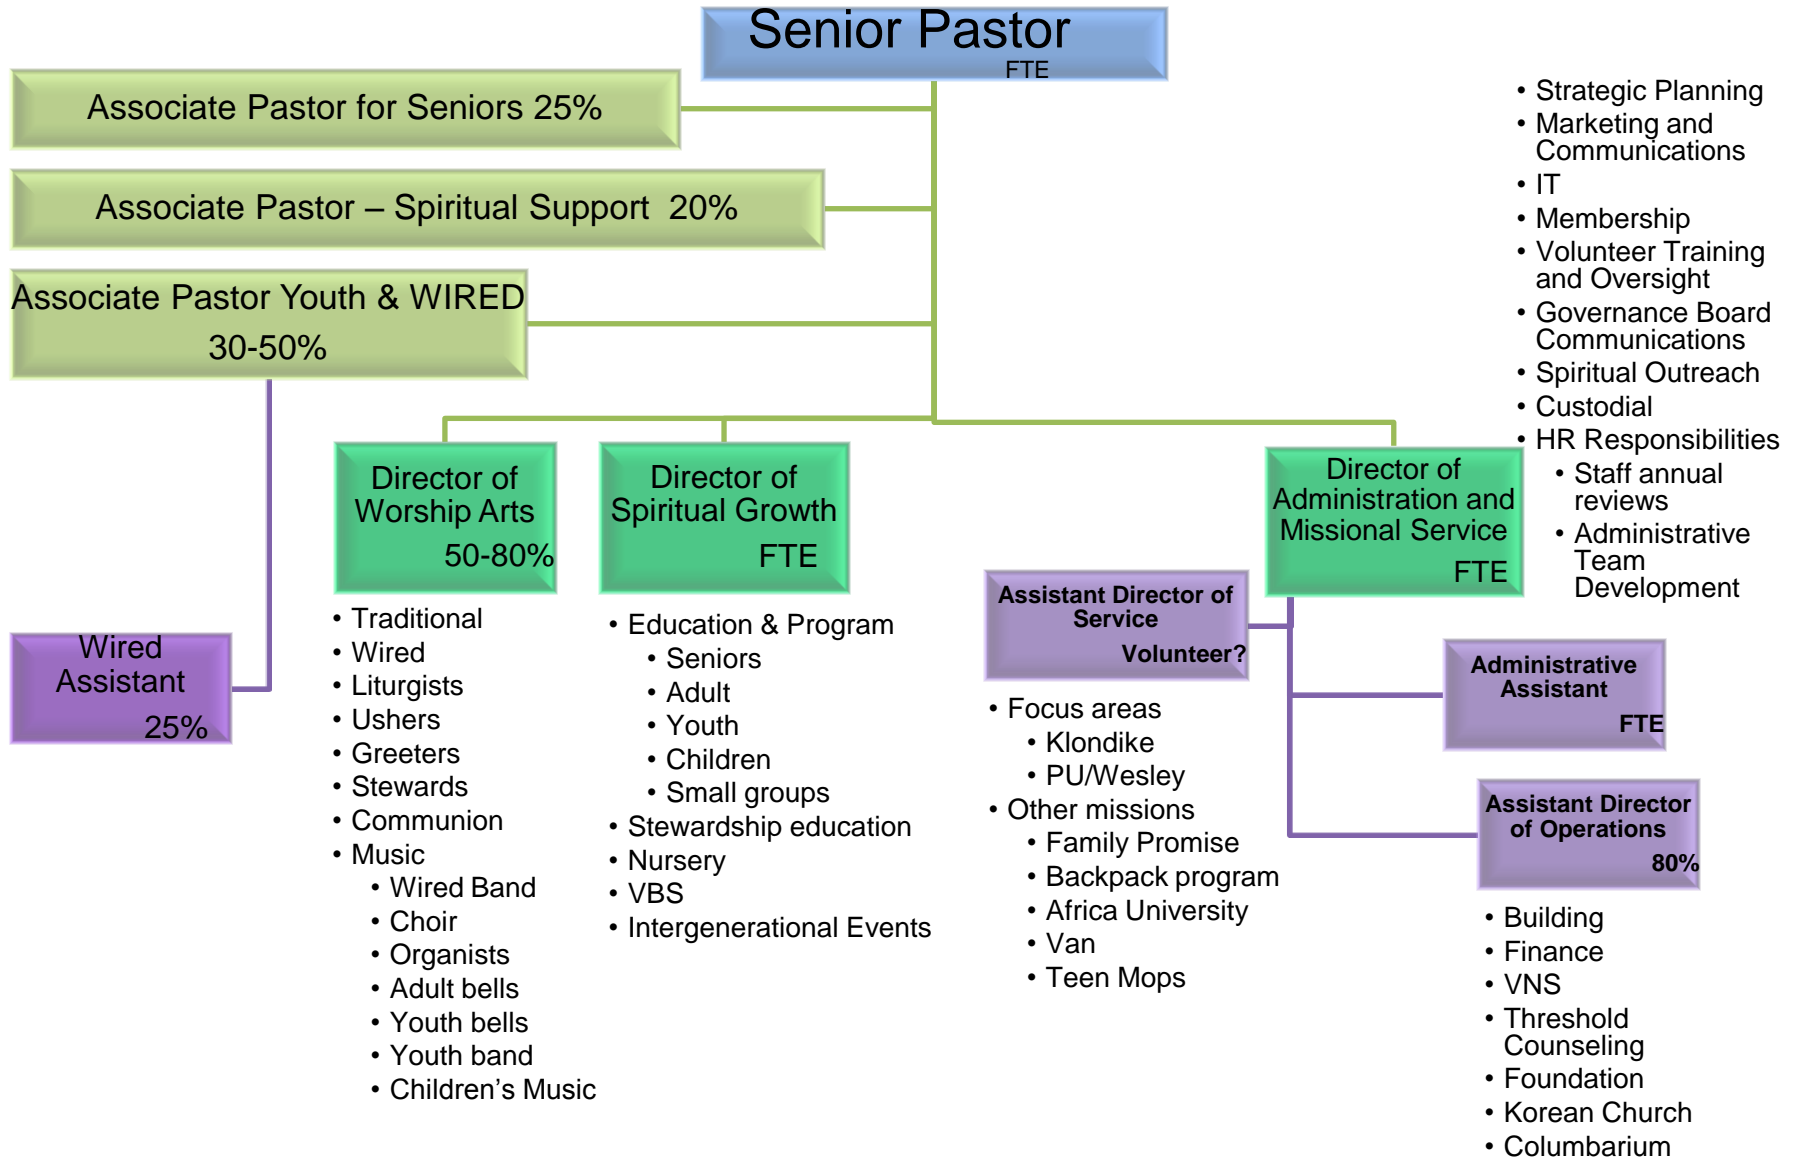 Senior Pastor
FTE
Associate Pastor for Seniors 25%
Associate Pastor – Spiritual Support 20%
Associate Pastor Youth & WIRED
30-50%
Wired
Assistant
25%
Director of
Worship Arts
50-80%
• Traditional
• Wired
• Liturgists
• Ushers
• Greeters
• Stewards
• Communion
• Music
• Wired Band
• Choir
• Organists
• Adult bells
• Youth bells
• Youth band
• Children’s Music
Director of
Spiritual Growth
FTE
• Education & Program
• Seniors
• Adult
• Youth
• Children
• Small groups
• Stewardship education
• Nursery
• VBS
• Intergenerational Events
Director of
Administration and
Missional Service
FTE
• Strategic Planning
• Marketing and
Communications
• IT
• Membership
• Volunteer Training
and Oversight
• Governance Board
Communications
• Spiritual Outreach
• Custodial
• HR Responsibilities
• Staff annual
reviews
• Administrative
Team
Development
Assistant Director of
Service
Volunteer?
• Focus areas
• Klondike
• PU/Wesley
• Other missions
• Family Promise
• Backpack program
• Africa University
• Van
• Teen Mops
Administrative
Assistant
FTE
Assistant Director
of Operations
80%
• Building
• Finance
• VNS
• Threshold
Counseling
• Foundation
• Korean Church
• Columbarium